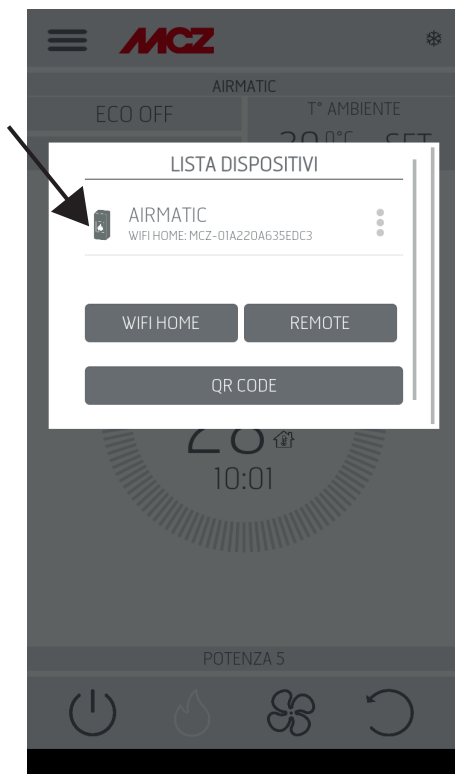 MCZ
AIRMATIC
ECO OFF
T° AMBIENTE
SET
LISTA DISPOSITIVI
AIRMATIC
WIFI HOME: MCZ-01A220A635EDC3
WIFI HOME
REMOTE
QR CODE
10:01
POTENZA 5